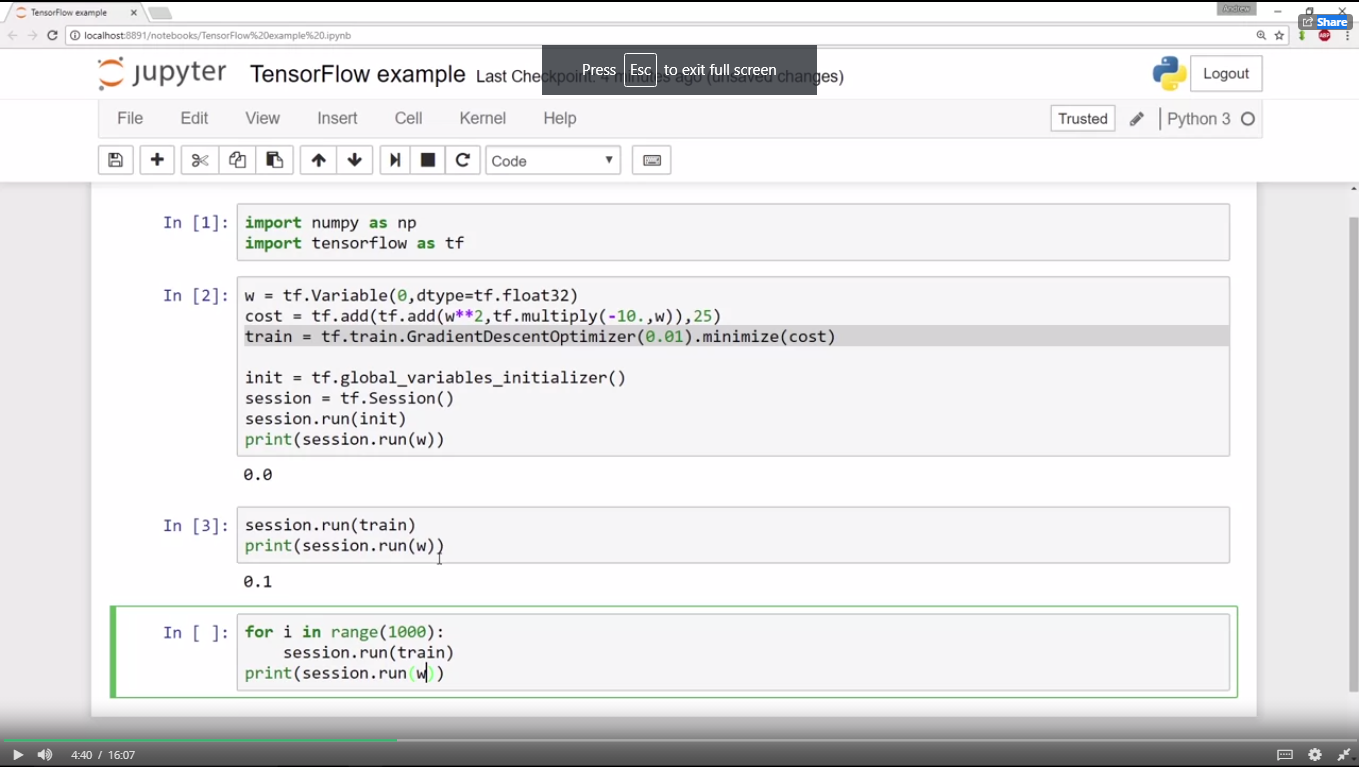 TensorFlow example
Andrew
Share
localhost:8891/notebooks/TensorFlow%20example%20.ipynb
ABP
Press Esc to exit full screen
jupyter TensorFlow example Last Checkpoint: 4 minutes ago (unsaved changes)
Logout
File Edit View Insert Cell Kernel Help
Trusted Python 3
Code
In [1]: import numpy as np
import tensorflow as tf
In [2]: w = tf.Variable(0,dtype=tf.float32)
cost = tf.add(tf.add(w**2,tf.multiply(-10.,w)),25)
train = tf.train.GradientDescentOptimizer(0.01).minimize(cost)
init = tf.global_variables_initializer()
session = tf.Session()
session.run(init)
print(session.run(w))
0.0
In [3]: session.run(train)
print(session.run(w))
0.1
In [ ]: for i in range(1000):
    session.run(train)
print(session.run(w))
4:40 / 16:07